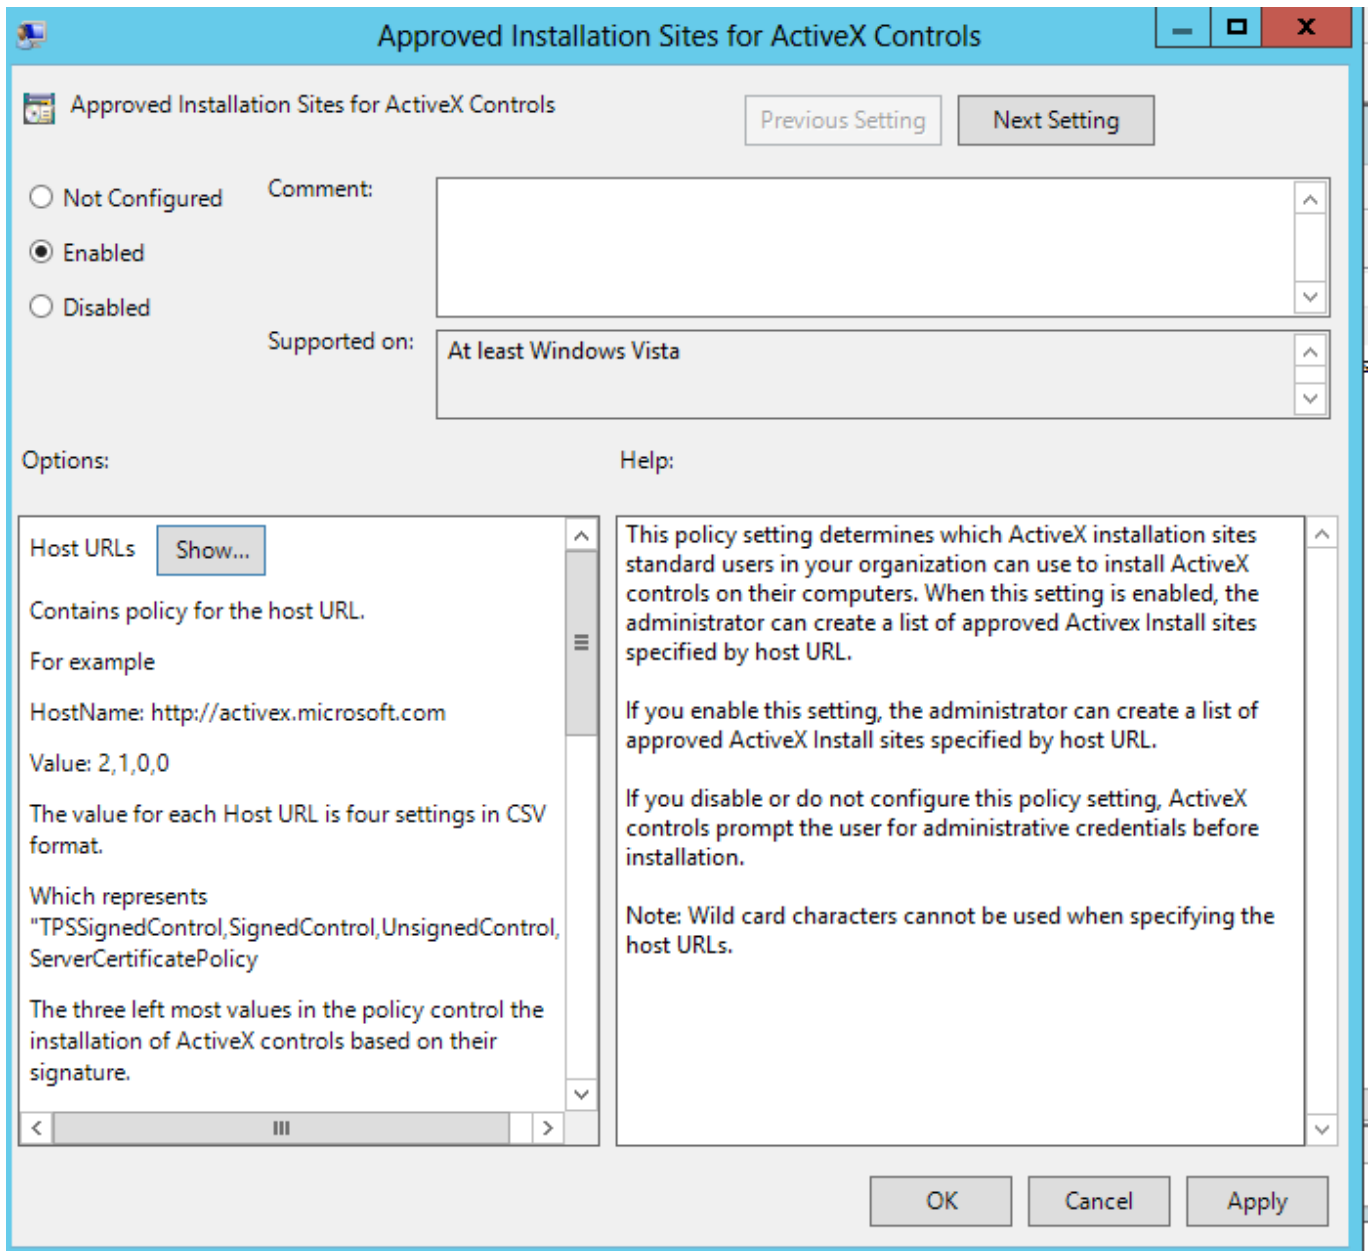 Approved Installation Sites for ActiveX Controls
Approved Installation Sites for ActiveX Controls
Previous Setting
Next Setting
Not Configured
Enabled
Disabled
Comment:
Supported on:
At least Windows Vista
Options:
Help:
Host URLs
Show...
Contains policy for the host URL.
For example
HostName: http://activex.microsoft.com
Value: 2,1,0,0
The value for each Host URL is four settings in CSV
format.
Which represents
"TPSSignedControl,SignedControl,UnsignedControl,
ServerCertificatePolicy
The three left most values in the policy control the
installation of ActiveX controls based on their
signature.
This policy setting determines which ActiveX installation sites
standard users in your organization can use to install ActiveX
controls on their computers. When this setting is enabled, the
administrator can create a list of approved Activex Install sites
specified by host URL.
If you enable this setting, the administrator can create a list of
approved ActiveX Install sites specified by host URL.
If you disable or do not configure this policy setting, ActiveX
controls prompt the user for administrative credentials before
installation.
Note: Wild card characters cannot be used when specifying the
host URLs.
OK
Cancel
Apply